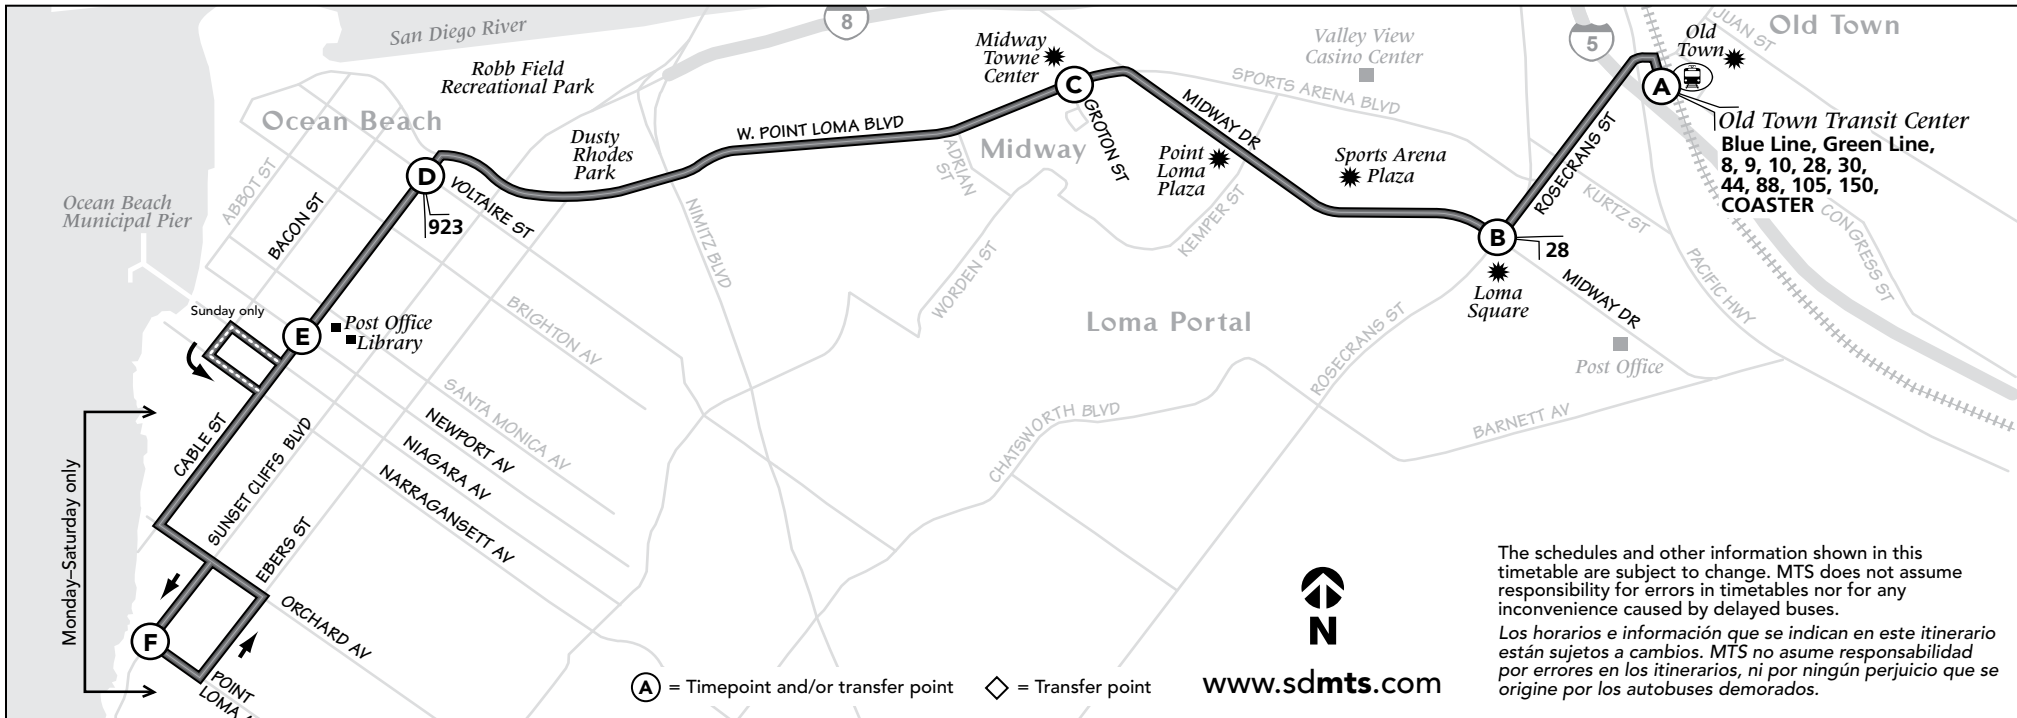 San Diego River
8
5
JUAN ST
Old Town
Old
Town
Midway
Towne
Center
Valley View
Casino Center
Robb Field
Recreational Park
SPORTS ARENA BLVD
C
A
Ocean Beach
W. POINT LOMA BLVD
MIDWAY DR
GROTON ST
ROSECRANS ST
Old Town Transit Center
Blue Line, Green Line,
8, 9, 10, 28, 30,
44, 88, 105, 150,
COASTER
Dusty
Rhodes
Park
Midway
ADRIAN
ST
Point
Loma
Plaza
Sports Arena
Plaza
D
VOLTAIRE ST
923
ABBOT ST
BACON ST
Ocean Beach
Municipal Pier
NIMITZ BLVD
WORDEN ST
KEMPER ST
KURTZ ST
CONGRESS ST
PACIFIC HWY
B
28
Loma
Square
MIDWAY DR
Sunday only
E
Post Office
Library
BRIGHTON AV
Loma Portal
ROSECRANS ST
Post Office
SANTA MONICA AV
NEWPORT AV
NIAGARA AV
NARRAGANSETT AV
CHATSWORTH BLVD
BARNETT AV
CABLE ST
SUNSET CLIFFS BLVD
EBERS ST
Monday–Saturday only
ORCHARD AV
F
POINT
LOMA
N
www.sdmts.com
A = Timepoint and/or transfer point
= Transfer point
The schedules and other information shown in this
timetable are subject to change. MTS does not assume
responsibility for errors in timetables nor for any
inconvenience caused by delayed buses.
Los horarios e información que se indican en este itinerario
están sujetos a cambios. MTS no asume responsabilidad
por errores en los itinerarios, ni por ningún perjuicio que se
origine por los autobuses demorados.